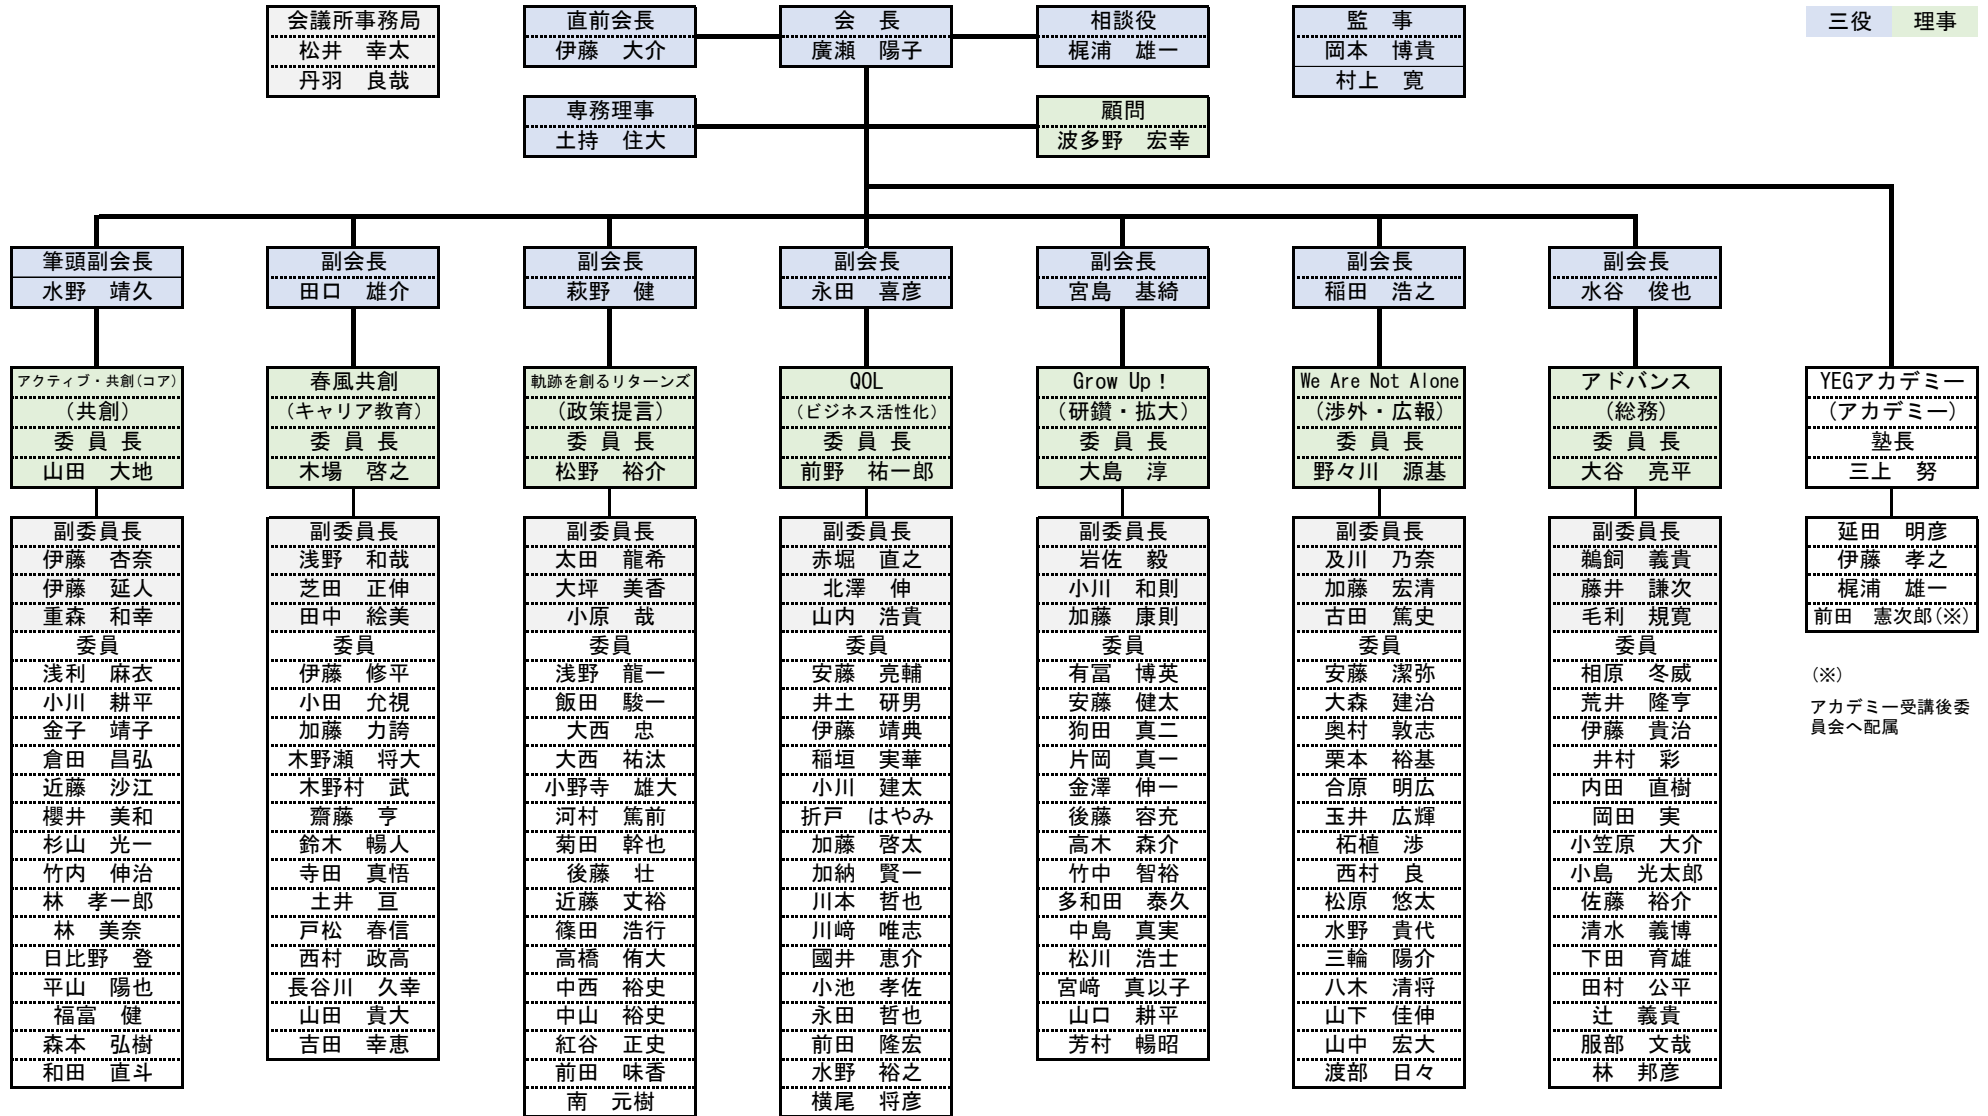 会議所事務局
松井　幸太
丹羽　良哉
直前会長
伊藤　大介
会　長
廣瀬　陽子
相談役
梶浦　雄一
監　事
岡本　博貴
村上　寛
三役
理事
専務理事
土持　住大
顧問
波多野　宏幸
筆頭副会長
水野　靖久
副会長
田口　雄介
副会長
萩野　健
副会長
永田　喜彦
副会長
宮島　基綺
副会長
稲田　浩之
副会長
水谷　俊也
アクティブ・共創(コア)
（共創）
委 員 長
山田　大地
春風共創
（キャリア教育）
委 員 長
木場　啓之
軌跡を創るリターンズ
（政策提言）
委 員 長
松野　裕介
QOL
（ビジネス活性化）
委 員 長
前野　祐一郎
Grow Up！
（研鑽・拡大）
委 員 長
大島　淳
We Are Not Alone
（渉外・広報）
委 員 長
野々川　源基
アドバンス
（総務）
委 員 長
大谷　亮平
YEGアカデミー
（アカデミー）
塾長
三上　努
副委員長
伊藤　杏奈
伊藤　延人
重森　和幸
委員
浅利　麻衣
小川　耕平
金子　靖子
倉田　昌弘
近藤　沙江
櫻井　美和
杉山　光一
竹内　伸治
林　孝一郎
林　美奈
日比野　登
平山　陽也
福富　健
森本　弘樹
和田　直斗
副委員長
浅野　和哉
芝田　正伸
田中　絵美
委員
伊藤　修平
小田　允視
加藤　力誇
木野瀬　将大
木野村　武
齋藤　亨
鈴木　暢人
寺田　真悟
土井　亘
戸松　春信
西村　政高
長谷川　久幸
山田　貴大
吉田　幸恵
副委員長
太田　龍希
大坪　美香
小原　哉
委員
浅野　龍一
飯田　駿一
大西　忠
大西　祐汰
小野寺　雄大
河村　篤前
菊田　幹也
後藤　壮
近藤　丈裕
篠田　浩行
高橋　侑大
中西　裕史
中山　裕史
紅谷　正史
前田　味香
南　元樹
副委員長
赤堀　直之
北澤　伸
山内　浩貴
委員
安藤　亮輔
井土　研男
伊藤　靖典
稲垣　実華
小川　建太
折戸　はやみ
加藤　啓太
加納　賢一
川本　哲也
川﨑　唯志
國井　恵介
小池　孝佐
永田　哲也
前田　隆宏
水野　裕之
横尾　将彦
副委員長
岩佐　毅
小川　和則
加藤　康則
委員
有冨　博英
安藤　健太
狗田　真二
片岡　真一
金澤　伸一
後藤　容充
高木　森介
竹中　智裕
多和田　泰久
中島　真実
松川　浩士
宮﨑　真以子
山口　耕平
芳村　暢昭
副委員長
及川　乃奈
加藤　宏清
古田　篤史
委員
安藤　潔弥
大森　建治
奥村　敦志
栗本　裕基
合原　明広
玉井　広輝
柘植　渉
西村　良
松原　悠太
水野　貴代
三輪　陽介
八木　清将
山下　佳伸
山中　宏大
渡部　日々
副委員長
鵜飼　義貴
藤井　謙次
毛利　規寛
委員
相原　冬威
荒井　隆亨
伊藤　貴治
井村　彩
内田　直樹
岡田　実
小笠原　大介
小島　光太郎
佐藤　裕介
清水　義博
下田　育雄
田村　公平
辻　義貴
服部　文哉
林　邦彦
延田　明彦
伊藤　孝之
梶浦　雄一
前田　憲次郎(※)
（※）
アカデミー受講後委
員会へ配属